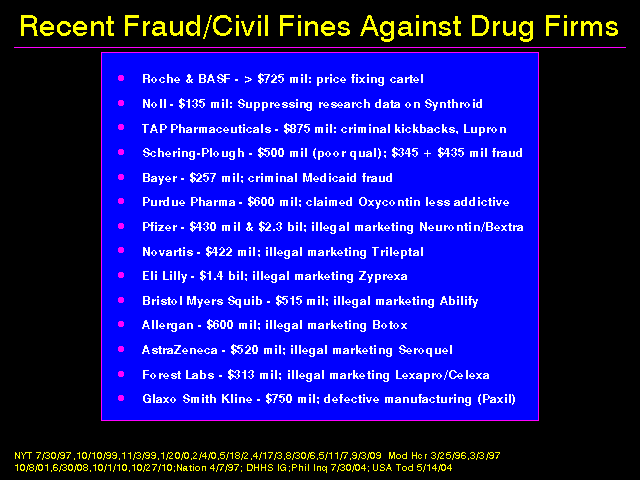 Recent Fraud/Civil Fines Against Drug Firms
Roche & BASF - > $725 mil: price fixing cartel
Noll - $135 mil: Suppressing research data on Synthroid
TAP Pharmaceuticals - $875 mil: criminal kickbacks, Lupron
Schering-Plough - $500 mil (poor qual); $345 + $435 mil fraud
Bayer - $257 mil; criminal Medicaid fraud
Purdue Pharma - $600 mil; claimed Oxycontin less addictive
Pfizer - $430 mil & $2.3 bil; illegal marketing Neurontin/Bextra
Novartis - $422 mil; illegal marketing Trileptal
Eli Lilly - $1.4 bil; illegal marketing Zyprexa
Bristol Myers Squib - $515 mil; illegal marketing Abilify
Allergan - $600 mil; illegal marketing Botox
AstraZeneca - $520 mil; illegal marketing Seroquel
Forest Labs - $313 mil; illegal marketing Lexapro/Celexa
Glaxo Smith Kline - $750 mil; defective manufacturing (Paxil)
NYT 7/30/97,10/10/99,11/3/99,1/20/0,2/4/0,5/18/2,4/17/3,8/30/6,5/11/7,9/3/09 Mod Hcr 3/25/96,3/3/97
10/8/01,6/30/08,10/1/10,10/27/10;Nation 4/7/97; DHHS IG;Phil Inq 7/30/04; USA Tod 5/14/04